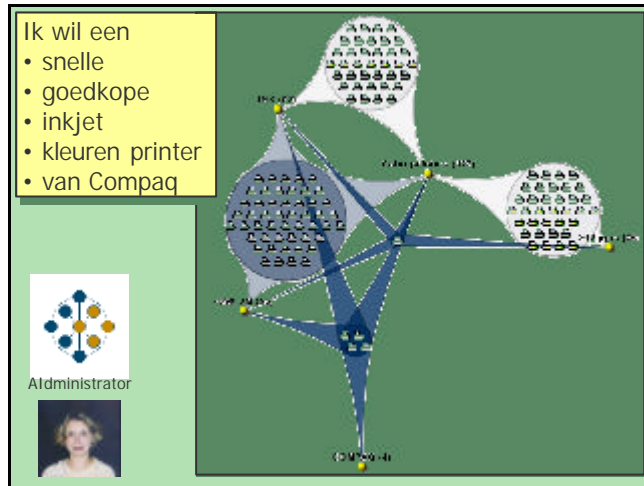 Ik wil een
• snelle
• goedkope
• inkjet
• kleuren printer
• van Compaq
AIdministrator